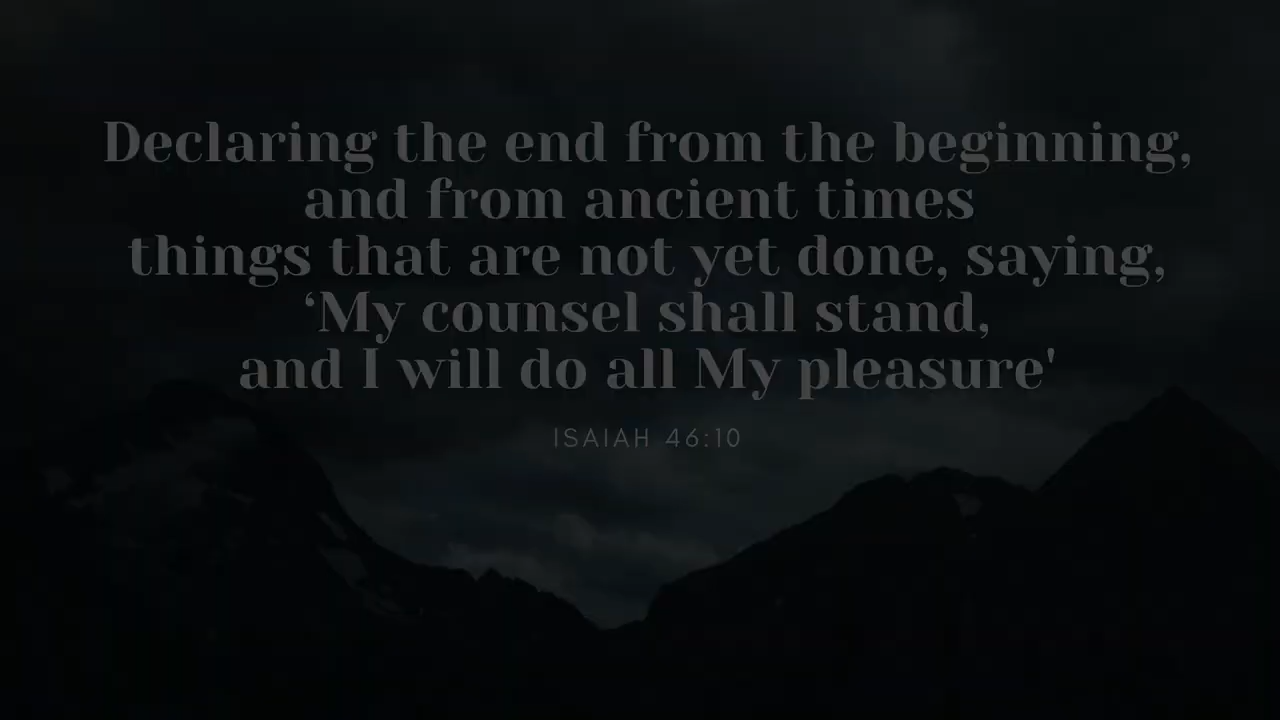 Declaring the end from the beginning,
and from ancient times
things that are not yet done, saying,
‘My counsel shall stand,
and I will do all My pleasure'
ISAIAH 46:10